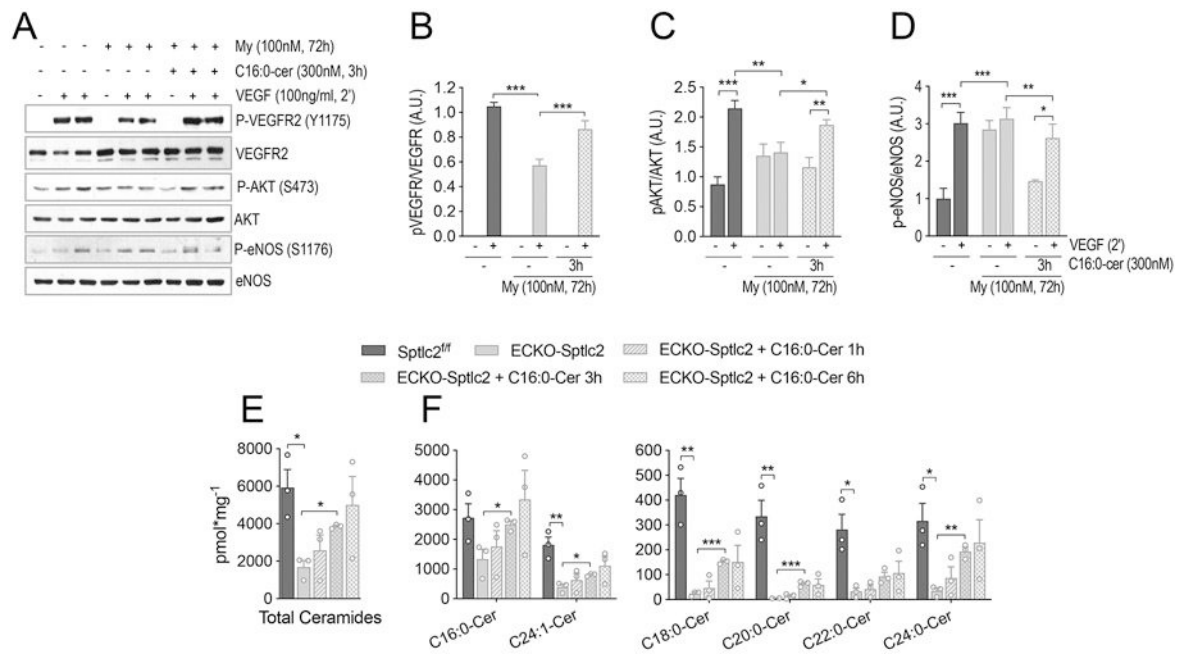 A
- - - + + + + + + My (100nM, 72h)
- - - - - - + + + C16:0-cer (300nM, 3h)
- + + - + + - + + VEGF (100ng/ml, 2')
P-VEGFR2 (Y1175)
VEGFR2
P-AKT (S473)
AKT
P-eNOS (S1176)
eNOS
B
pVEGFR/VEGFR (A.U.)
1.2
1.0
0.8
0.6
0.4
0.2
0.0
*** ***
- + - + - +
- - 3h
My (100nM, 72h)
C
pAKT/AKT (A.U.)
2.5
2.0
1.5
1.0
0.5
0.0
**
*** *
**
- + - + - +
- - 3h
My (100nM, 72h)
D
p-eNOS/eNOS (A.U.)
5
4
3
2
1
0
***
*** **
*
- + - + - + VEGF (2')
- - 3h C16:0-cer (300nM)
My (100nM, 72h)
Sptlc2f/f ECKO-Sptlc2 ECKO-Sptlc2 + C16:0-Cer 1h
ECKO-Sptlc2 + C16:0-Cer 3h ECKO-Sptlc2 + C16:0-Cer 6h
E
pmol*mg-1
8000
6000
4000
2000
0
*
*
Total Ceramides
F
5000
4000
3000
2000
1000
0
* ** *
C16:0-Cer C24:1-Cer
600
500
400
300
200
100
0
** ** * *
*** *** **
C18:0-Cer C20:0-Cer C22:0-Cer C24:0-Cer